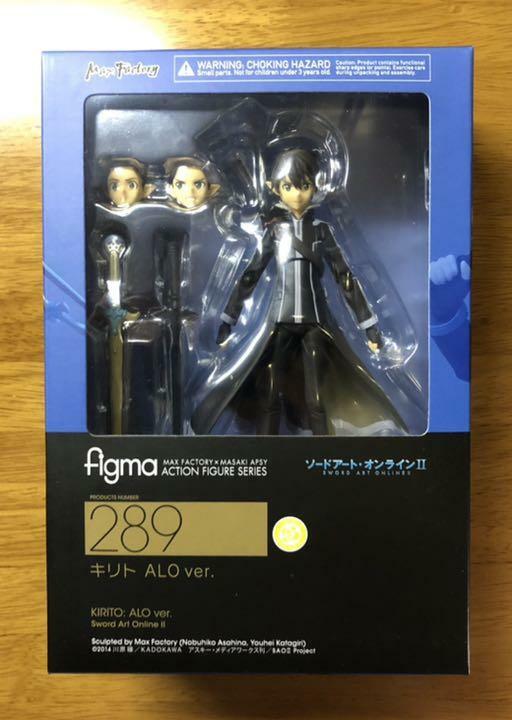 Max Factory
WARNING: CHOKING HAZARD
Small parts. Not for children under 3 years old.
Caution: Product contains functional
sharp edges (or points). Exercise care
during unpacking and assembly.
figma
MAX FACTORY×MASAKI APSY
ACTION FIGURE SERIES
ソードアート・オンラインⅡ
SWORD ART ONLINE Ⅱ
PRODUCTS NUMBER
289
キリト ALO ver.
KIRITO: ALO ver.
Sword Art Online II
Sculpted by Max Factory (Nobuhiko Asahina, Youhei Katagiri)
©2014 川原 礫/KADOKAWA アスキー・メディアワークス刊/SAOⅡ Project